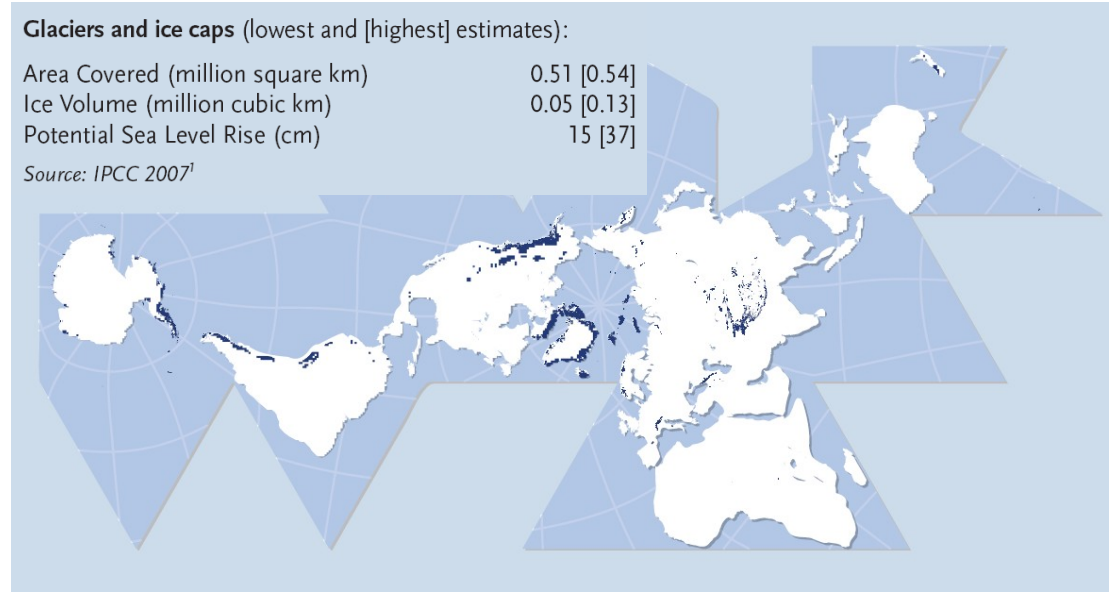 Glaciers and ice caps (lowest and [highest] estimates):
Area Covered (million square km) 0.51 [0.54]
Ice Volume (million cubic km) 0.05 [0.13]
Potential Sea Level Rise (cm) 15 [37]
Source: IPCC 2007¹